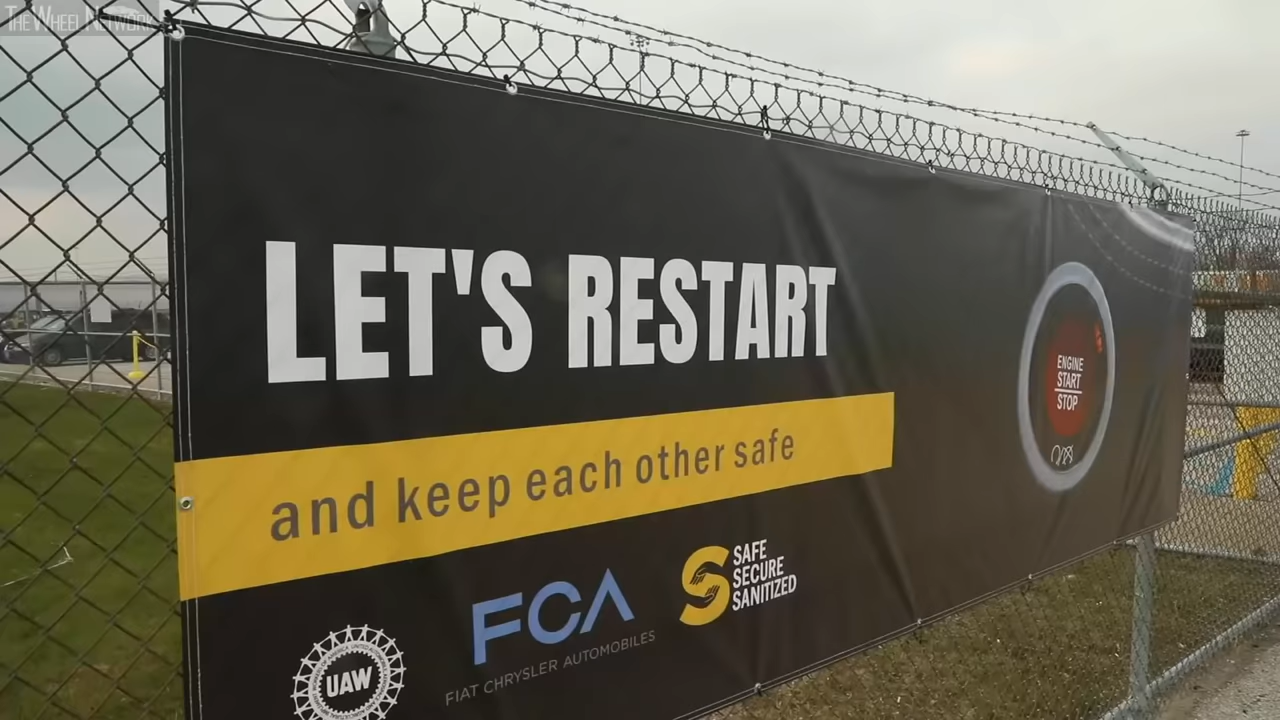 THE WHEEL NETWORK
LET'S RESTART
and keep each other safe
UAW
FCA
FIAT CHRYSLER AUTOMOBILES
SAFE
SECURE
SANITIZED
ENGINE
START
STOP